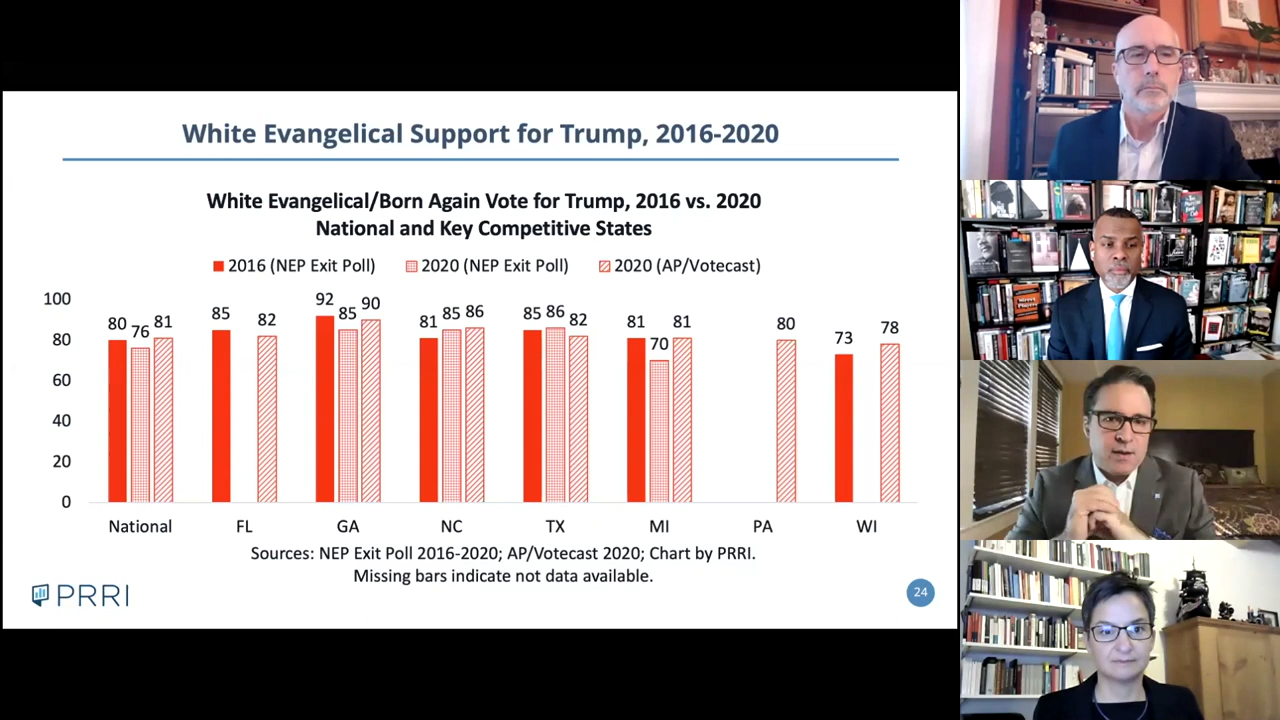 White Evangelical Support for Trump, 2016-2020
White Evangelical/Born Again Vote for Trump, 2016 vs. 2020
National and Key Competitive States
2016 (NEP Exit Poll) 2020 (NEP Exit Poll) 2020 (AP/Votecast)
100
80
60
40
20
0
80 76 81
85 82
92 85 90
81 85 86
85 86 82
81 70 81
80
73 78
National FL GA NC TX MI PA WI
Sources: NEP Exit Poll 2016-2020; AP/Votecast 2020; Chart by PRRI.
Missing bars indicate not data available.
PRRI
24